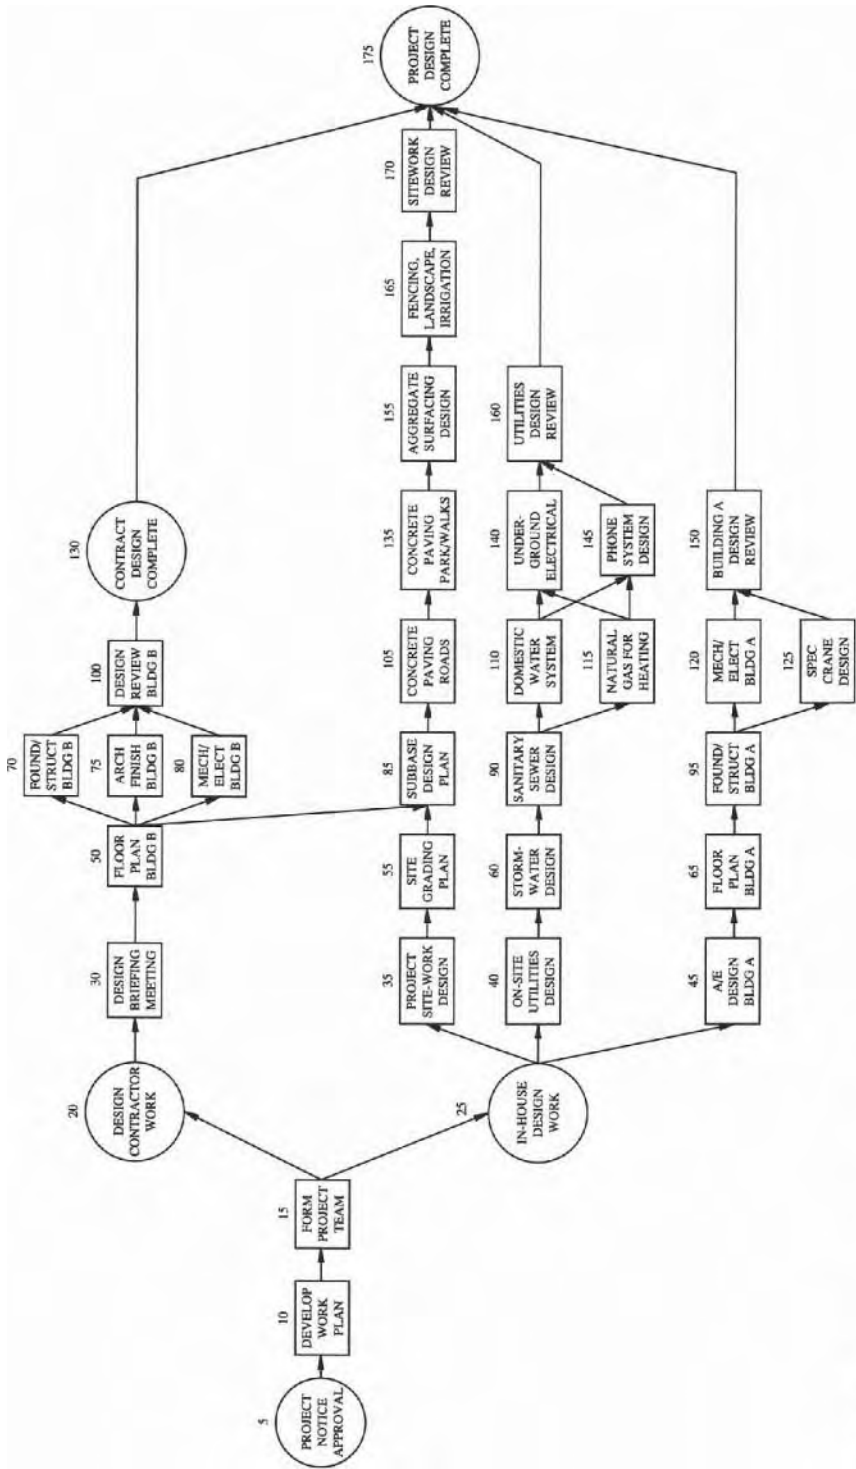 5
PROJECT
NOTICE
APPROVAL
10
DEVELOP
WORK
PLAN
15
FORM
PROJECT
TEAM
20
DESIGN
CONTRACTOR
WORK
25
IN-HOUSE
DESIGN
WORK
30
DESIGN
BRIEFING
MEETING
35
PROJECT
SITE-WORK
DESIGN
40
ON-SITE
UTILITIES
DESIGN
45
A/E
DESIGN
BLDG A
50
FLOOR
PLAN
BLDG B
55
SITE
GRADING
PLAN
60
STORM-
WATER
DESIGN
65
FLOOR
PLAN
BLDG A
70
FOUND/
STRUCT
BLDG B
75
ARCH
FINISH
BLDG B
80
MECH/
ELECT
BLDG B
85
SUBBASE
DESIGN
PLAN
90
SANITARY
SEWER
DESIGN
95
FOUND/
STRUCT
BLDG A
100
DESIGN
REVIEW
BLDG B
105
CONCRETE
PAVING
ROADS
110
DOMESTIC
WATER
SYSTEM
115
NATURAL
GAS FOR
HEATING
120
MECH/
ELECT
BLDG A
125
SPEC
CRANE
DESIGN
130
CONTRACT
DESIGN
COMPLETE
135
CONCRETE
PAVING
PARK/WALKS
140
UNDER-
GROUND
ELECTRICAL
145
PHONE
SYSTEM
DESIGN
150
BUILDING A
DESIGN
REVIEW
155
AGGREGATE
SURFACING
DESIGN
160
UTILITIES
DESIGN
REVIEW
165
FENCING,
LANDSCAPE,
IRRIGATION
170
SITEWORK
DESIGN
REVIEW
175
PROJECT
DESIGN
COMPLETE